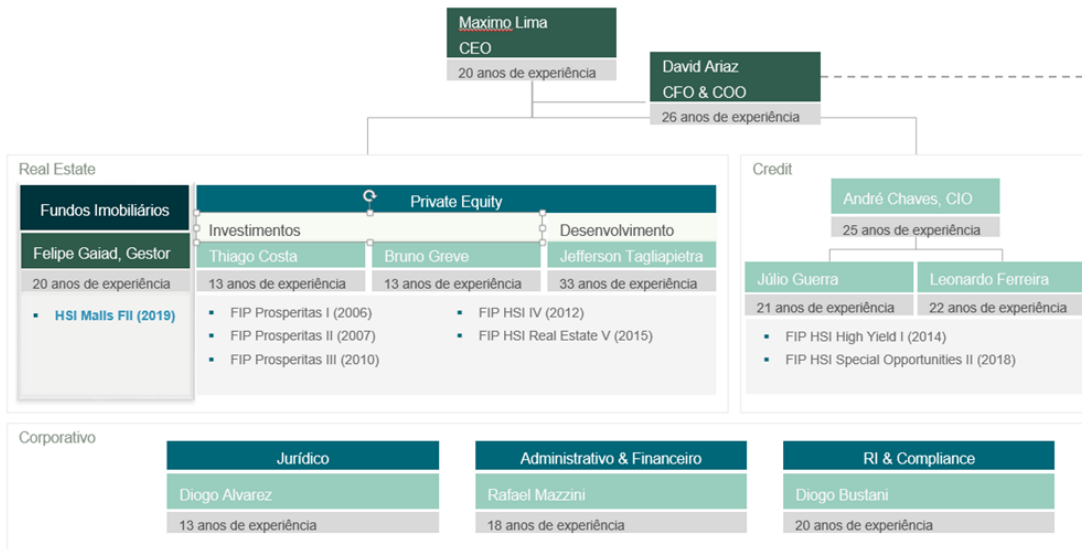 Maximo Lima
CEO
20 anos de experiência
David Ariaz
CFO & COO
26 anos de experiência
Real Estate
Fundos Imobiliários
Felipe Gaiad, Gestor
20 anos de experiência
HSI Malls FII (2019)
Private Equity
Investimentos
Desenvolvimento
Thiago Costa
Bruno Greve
Jefferson Tagliapietra
13 anos de experiência
13 anos de experiência
33 anos de experiência
FIP Prosperitas I (2006)
FIP Prosperitas II (2007)
FIP Prosperitas III (2010)
FIP HSI IV (2012)
FIP HSI Real Estate V (2015)
Credit
André Chaves, CIO
25 anos de experiência
Júlio Guerra
Leonardo Ferreira
21 anos de experiência
22 anos de experiência
FIP HSI High Yield I (2014)
FIP HSI Special Opportunities II (2018)
Corporativo
Jurídico
Diogo Alvarez
13 anos de experiência
Administrativo & Financeiro
Rafael Mazzini
18 anos de experiência
RI & Compliance
Diogo Bustani
20 anos de experiência